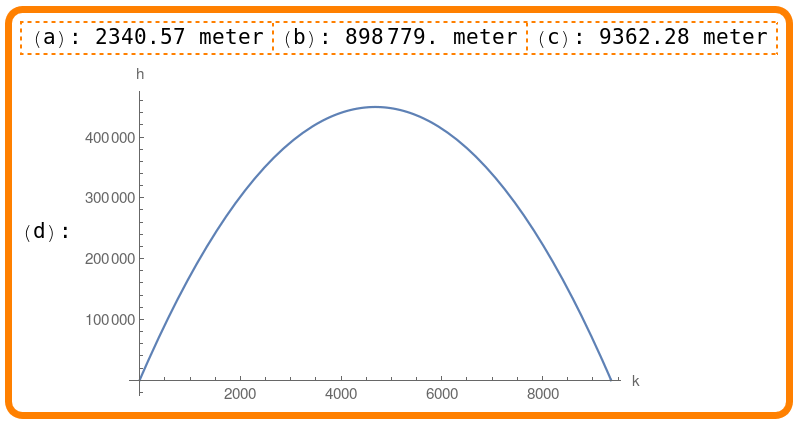 (a): 2340.57 meter (b): 898779. meter (c): 9362.28 meter
h
400000
300000
(d):
200000
100000
2000 4000 6000 8000 k